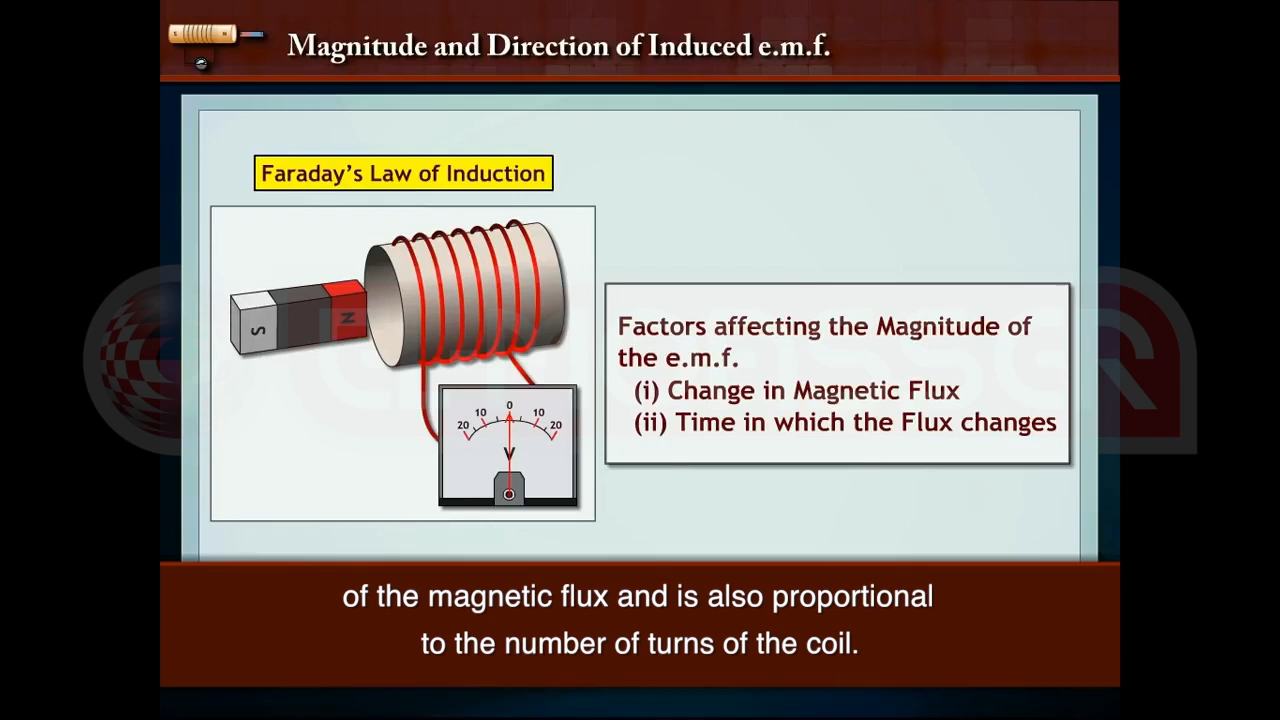 Magnitude and Direction of Induced e.m.f.
Faraday's Law of Induction
S
N
20 10 0 10 20
V
Factors affecting the Magnitude of
the e.m.f.
(i) Change in Magnetic Flux
(ii) Time in which the Flux changes
of the magnetic flux and is also proportional
to the number of turns of the coil.